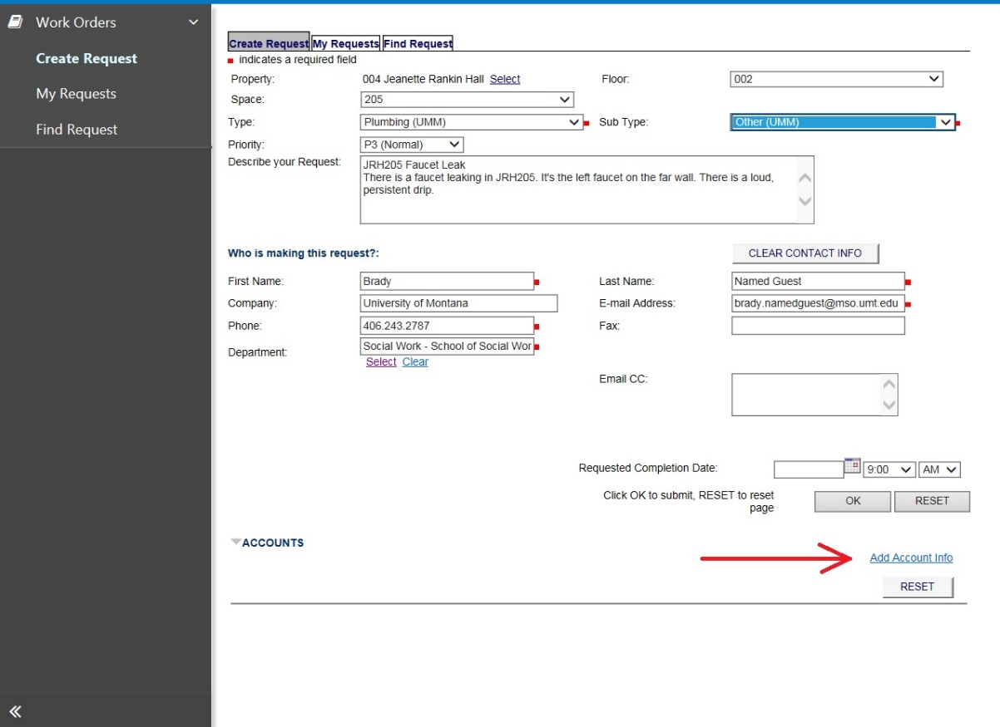 Work Orders
Create Request
My Requests
Find Request
Create Request My Requests Find Request
indicates a required field
Property: 004 Jeanette Rankin Hall Select Floor: 002
Space: 205
Type: Plumbing (UMM) Sub Type: Other (UMM)
Priority: P3 (Normal)
Describe your Request: JRH205 Faucet Leak
There is a faucet leaking in JRH205. It's the left faucet on the far wall. There is a loud,
persistent drip.
Who is making this request?: CLEAR CONTACT INFO
First Name: Brady Last Name: Named Guest
Company: University of Montana E-mail Address: brady.namedguest@mso.umt.edu
Phone: 406.243.2787 Fax:
Department: Social Work - School of Social Wor
Select Clear
Email CC:
Requested Completion Date: 9:00 AM
Click OK to submit, RESET to reset
page
OK RESET
ACCOUNTS
Add Account Info
RESET